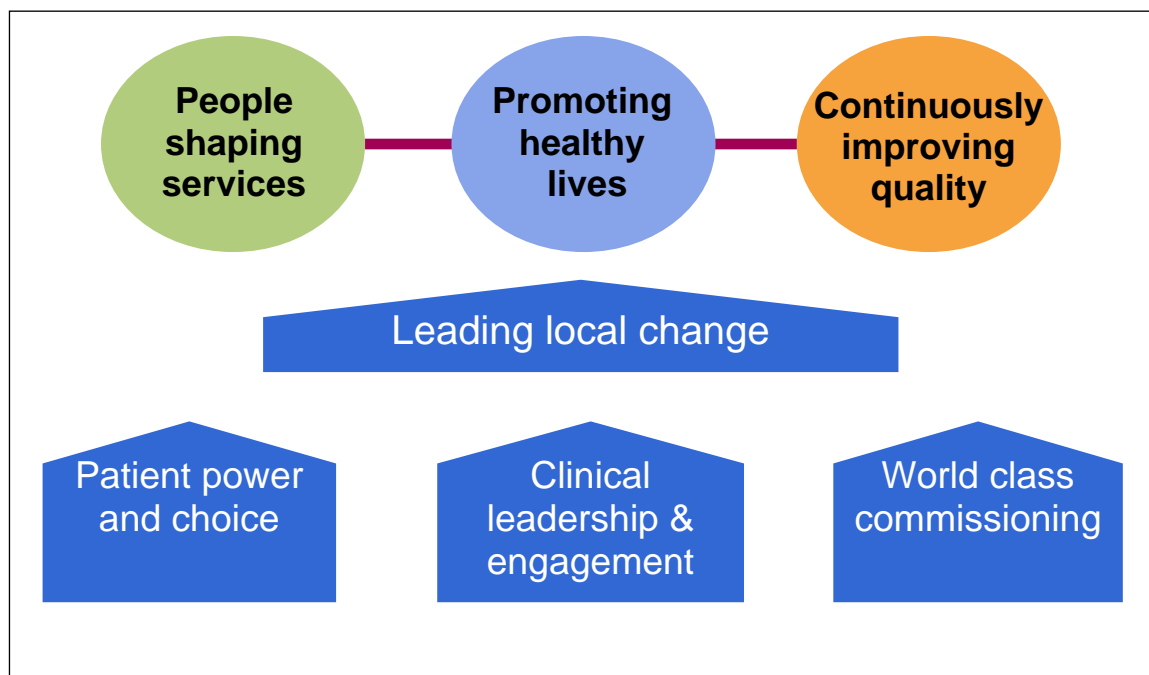 People
shaping
services
Promoting
healthy
lives
Continuously
improving
quality
Leading local change
Patient power
and choice
Clinical
leadership &
engagement
World class
commissioning